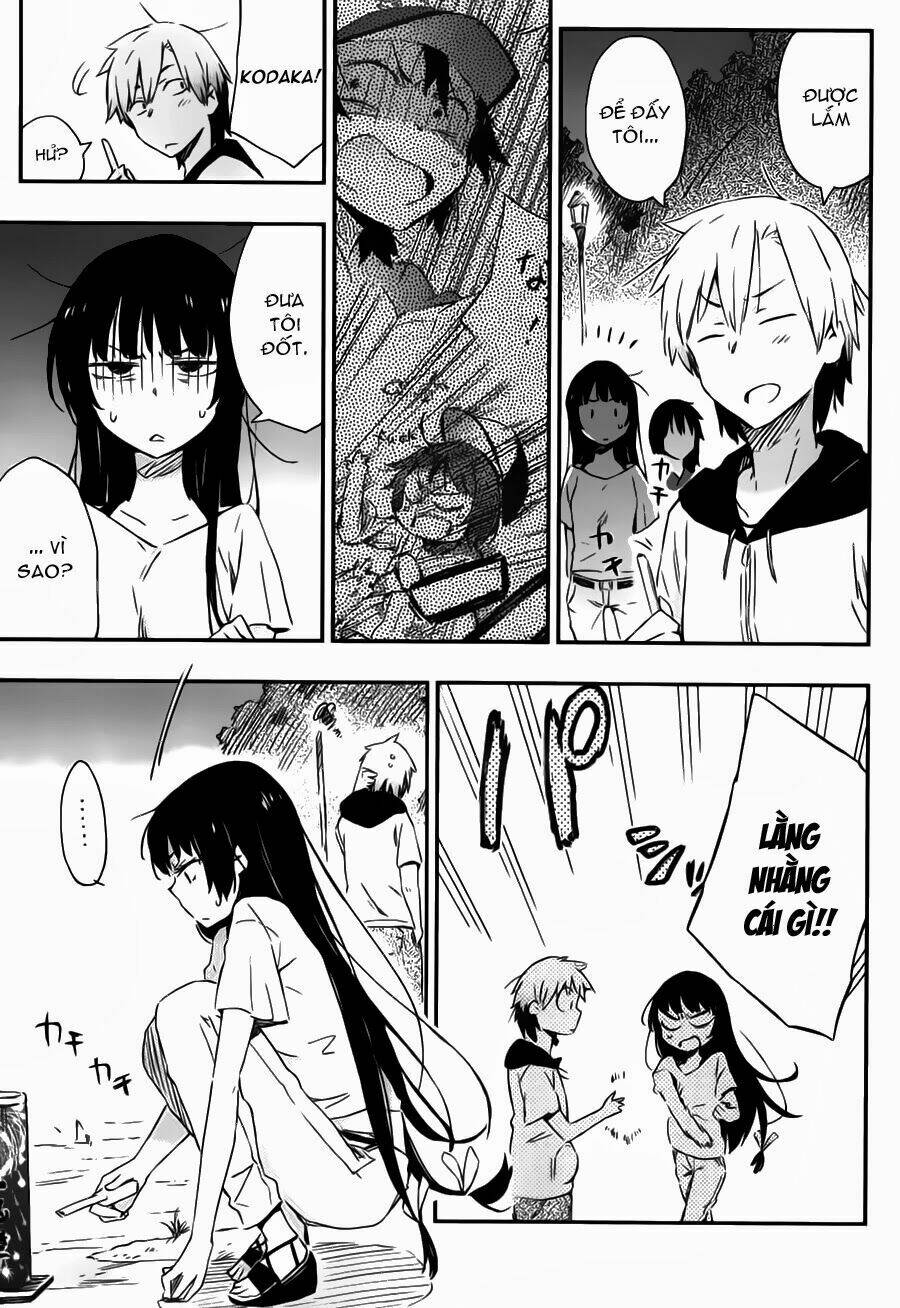 ĐƯỢC
LẮM
ĐỂ ĐẤY
TÔI...
KODAKA!
HỬ?
ĐƯA
TÔI
ĐỐT.
... VÌ
SAO?
LẰNG
NHẰNG
CÁI GÌ!!
........
カチ
カチ
カチ
カチ